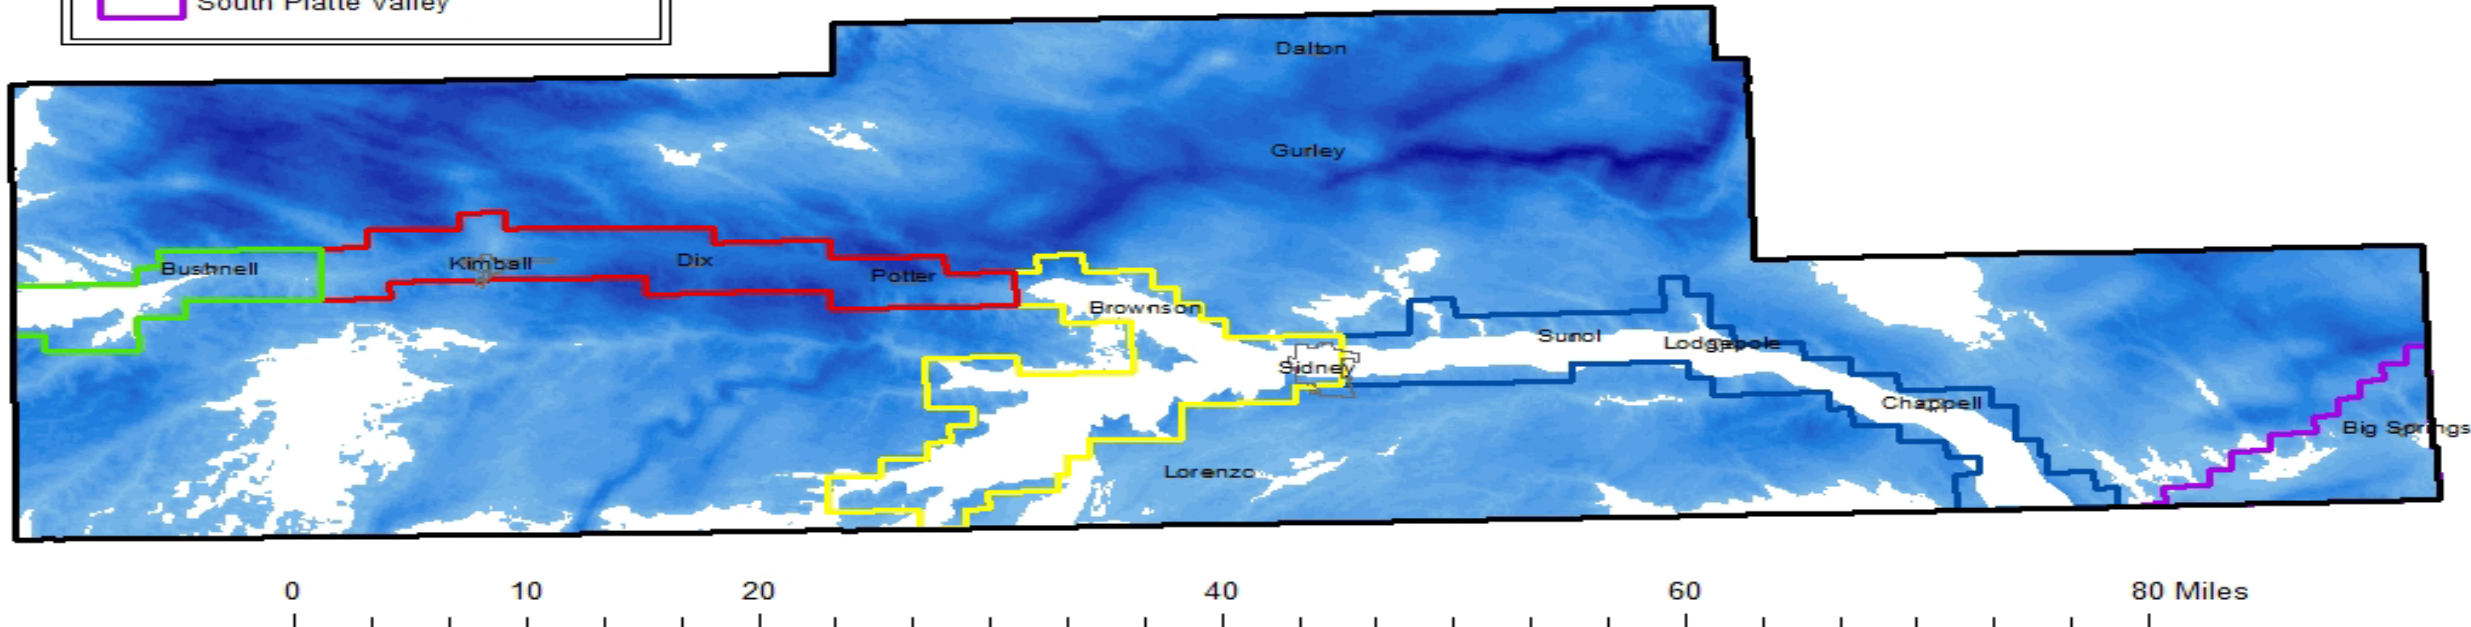 South Platte Valley
Dalton
Gurley
Bushnell
Kimball
Dix
Potter
Brownson
Sunol
Lodgepole
Sidney
Chappell
Big Springs
Lorenzo
0 10 20 40 60 80 Miles